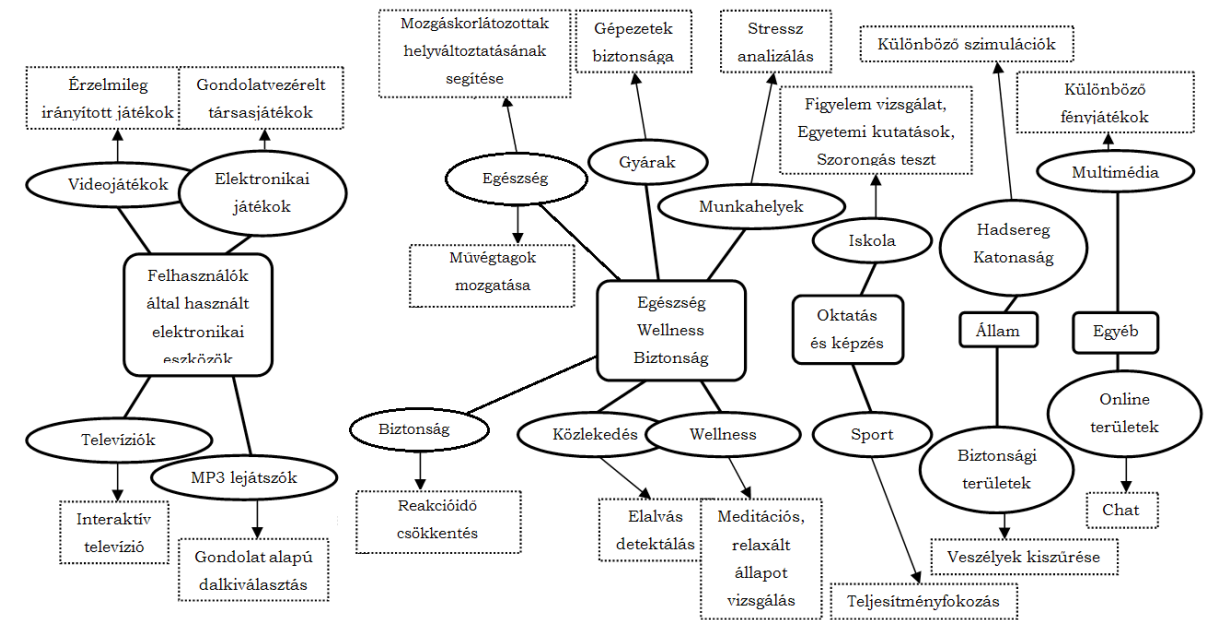 Érzelmileg
irányított játékok
Gondolatvezérelt
társasjátékok
Videojátékok
Elektronikai
játékok
Felhasználók
által használt
elektronikai
eszközök
Televíziók
MP3 lejátszók
Interaktív
televízió
Gondolat alapú
dalkiválasztás
Mozgáskorlátozottak
helyváltoztatásának
segítése
Gépezetek
biztonsága
Stressz
analizálás
Egészség
Gyárak
Munkahelyek
Művégtagok
mozgatása
Egészség
Wellness
Biztonság
Biztonság
Közlekedés
Wellness
Reakcióidő
csökkentés
Elalvás
detektálás
Meditációs,
relaxált
állapot
vizsgálás
Figyelem vizsgálat,
Egyetemi kutatások,
Szorongás teszt
Iskola
Oktatás
és képzés
Sport
Teljesítményfokozás
Különböző szimulációk
Hadsereg
Katonaság
Állam
Biztonsági
területek
Veszélyek kiszűrése
Különböző
fényjátékok
Multimédia
Egyéb
Online
területek
Chat